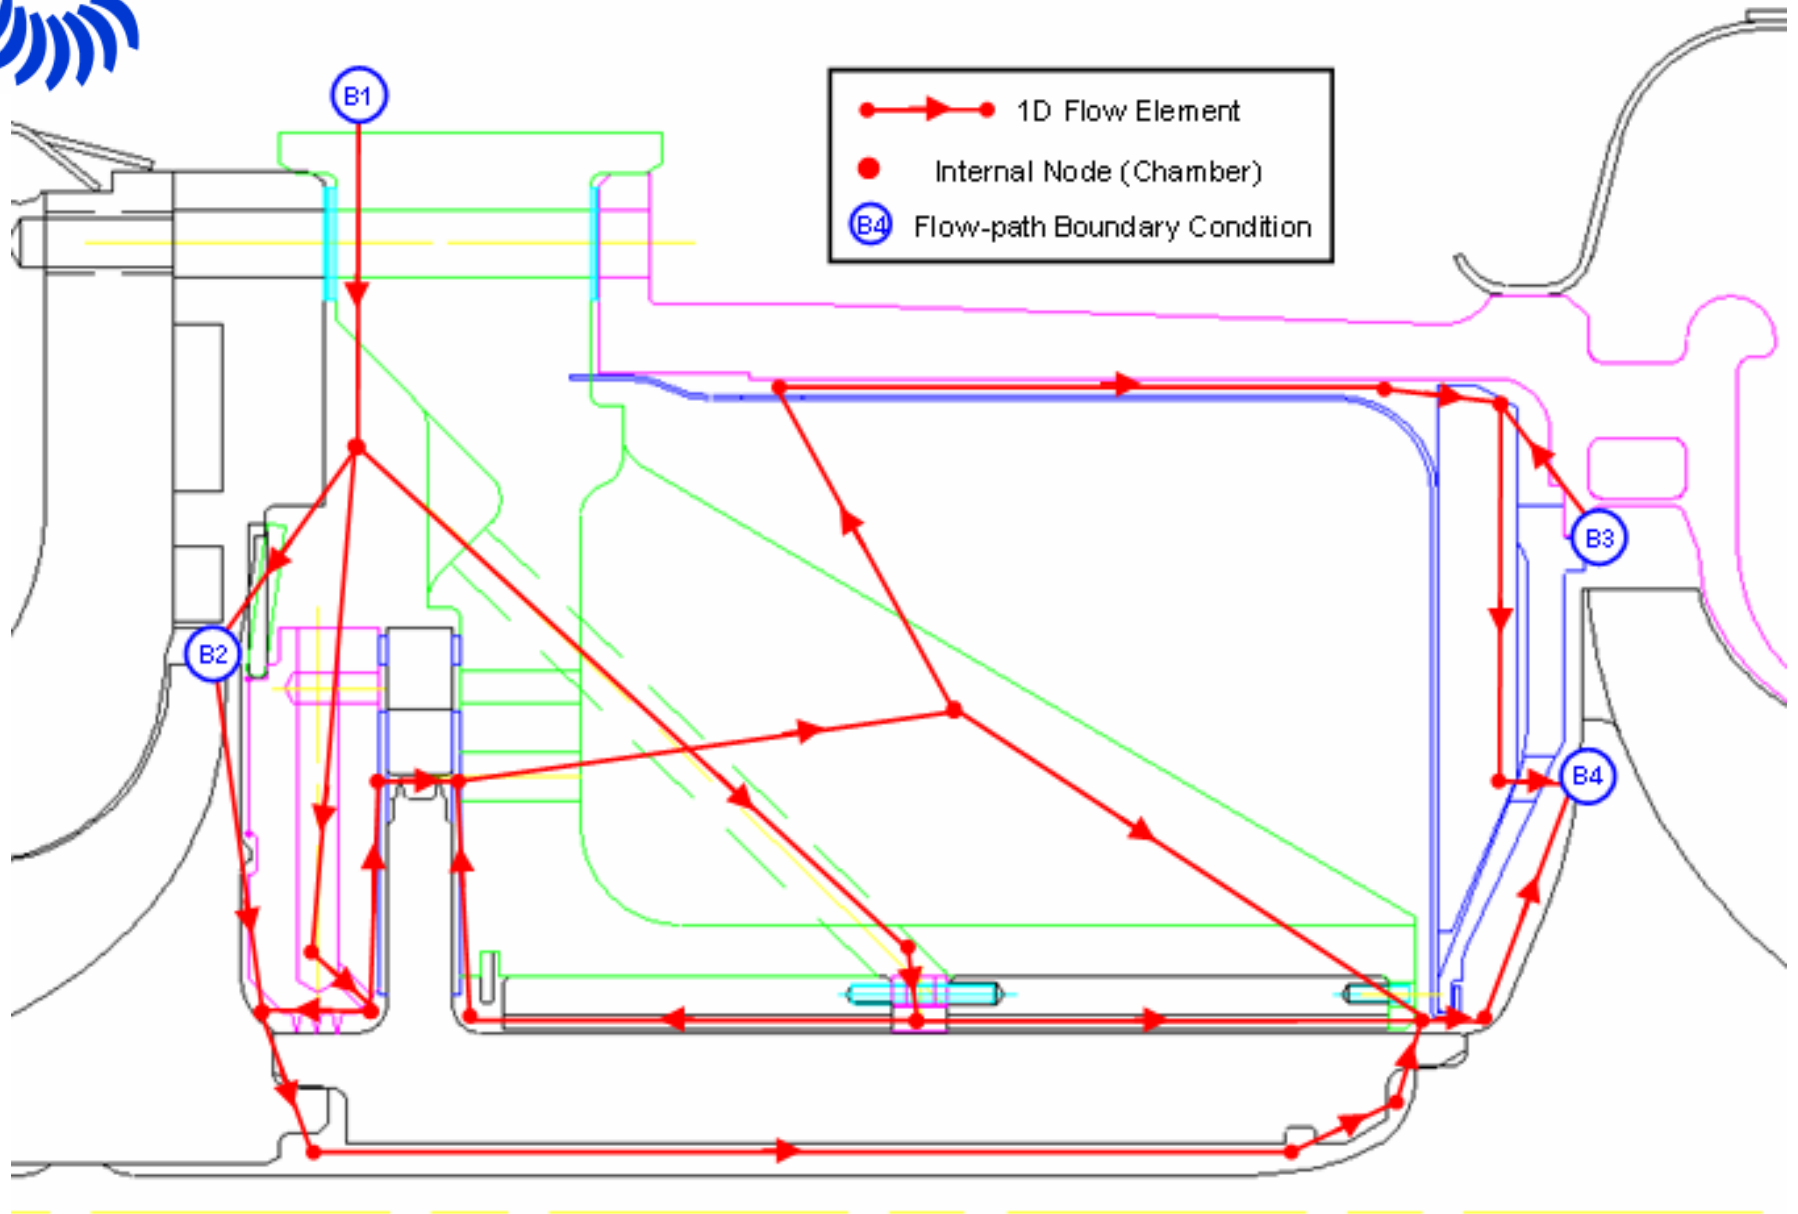 B1
1D Flow Element
Internal Node (Chamber)
B4 Flow-path Boundary Condition
B3
B2
B4